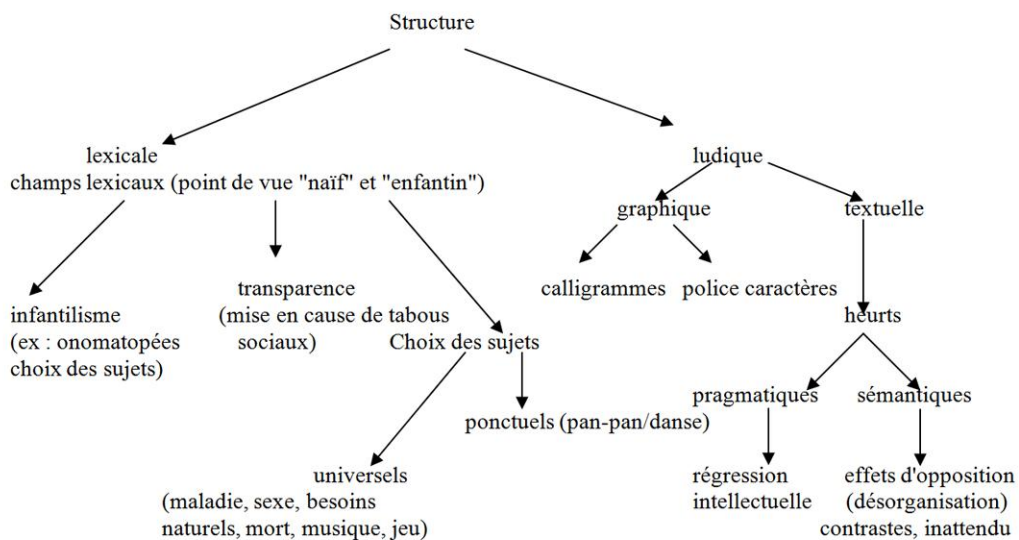 Structure
lexicale
ludique
champs lexicaux (point de vue "naïf" et "enfantin")
graphique
textuelle
transparence
calligrammes
police caractères
infantilisme
(mise en cause de tabous
heurts
(ex : onomatopées
sociaux)
Choix des sujets
choix des sujets)
pragmatiques
sémantiques
ponctuels (pan-pan/danse)
universels
régression
effets d'opposition
(maladie, sexe, besoins
intellectuelle
(désorganisation)
naturels, mort, musique, jeu)
contrastes, inattendu